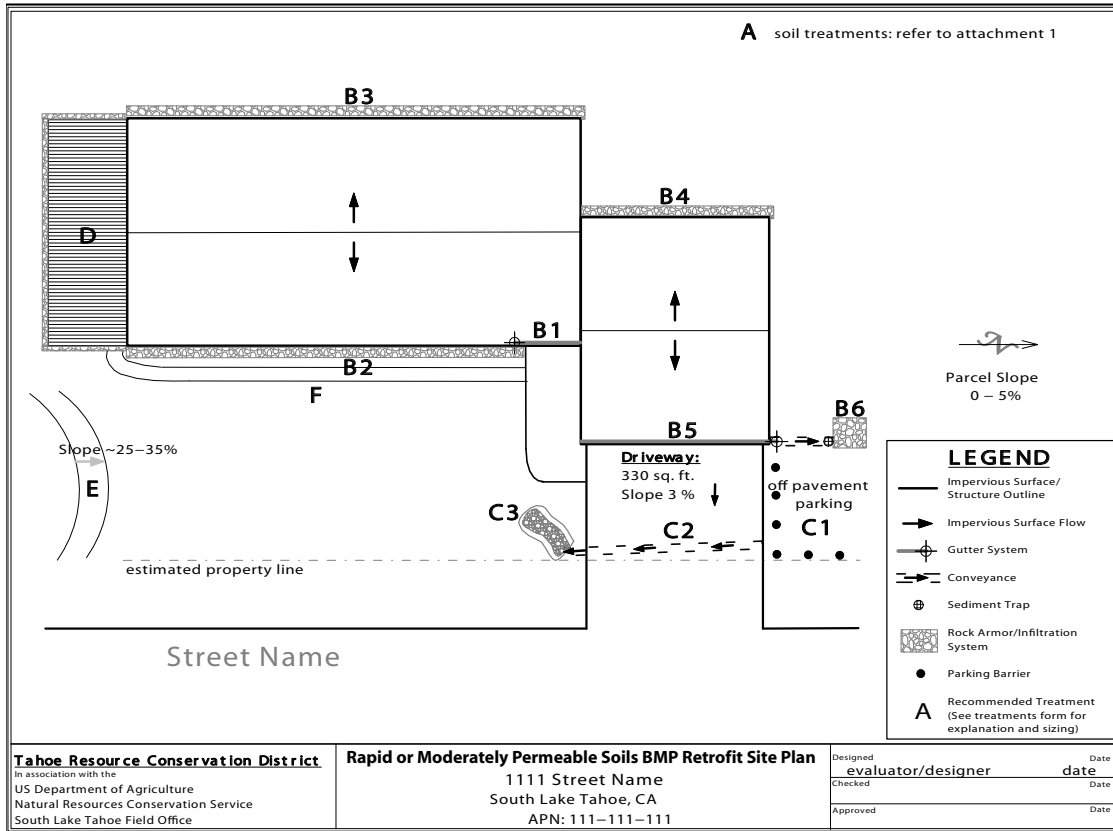 A soil treatments: refer to attachment 1
B3
B4
D
B1
B2
F
Parcel Slope
0 – 5%
B6
B5
Slope ~25–35%
E
Driveway:
330 sq. ft.
Slope 3 %
off pavement
parking
C3
C2
C1
estimated property line
Street Name
LEGEND
Impervious Surface/
Structure Outline
Impervious Surface Flow
Gutter System
Conveyance
Sediment Trap
Rock Armor/Infiltration
System
Parking Barrier
A Recommended Treatment
(See treatments form for
explanation and sizing)
Tahoe Resource Conservation District
In association with the
US Department of Agriculture
Natural Resources Conservation Service
South Lake Tahoe Field Office
Rapid or Moderately Permeable Soils BMP Retrofit Site Plan
1111 Street Name
South Lake Tahoe, CA
APN: 111–111–111
Designed Date
evaluator/designer date
Checked Date
Approved Date